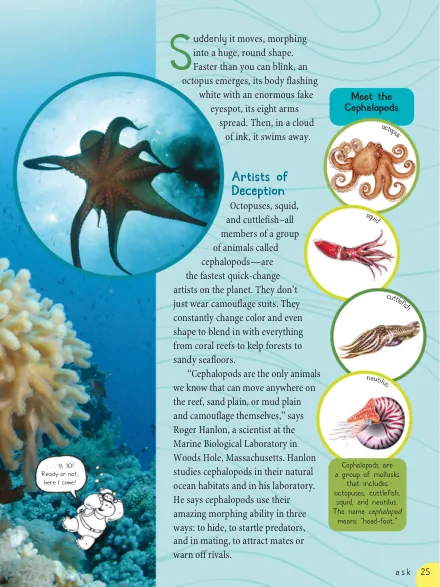 Suddenly it moves, morphing
into a huge, round shape.
Faster than you can blink, an
octopus emerges, its body flashing
white with an enormous fake
eyespot, its eight arms
spread. Then, in a cloud
of ink, it swims away.
Artists of
Deception
Octopuses, squid,
and cuttlefish–all
members of a group
of animals called
cephalopods—are
the fastest quick-change
artists on the planet. They don't
just wear camouflage suits. They
constantly change color and even
shape to blend in with everything
from coral reefs to kelp forests to
sandy seafloors.
"Cephalopods are the only animals
we know that can move anywhere on
the reef, sand plain, or mud plain
and camouflage themselves," says
Roger Hanlon, a scientist at the
Marine Biological Laboratory in
Woods Hole, Massachusetts. Hanlon
studies cephalopods in their natural
ocean habitats and in his laboratory.
He says cephalopods use their
amazing morphing ability in three
ways: to hide, to startle predators,
and in mating, to attract mates or
warn off rivals.
Meet the
Cephalopods
octopus
squid
cuttlefish
nautilus
Cephalopods are
a group of mollusks
that includes
octopuses, cuttlefish,
squid, and nautilus.
The name cephalopod
means "head-foot."
. . . 9, 10!
Ready or not,
here I come!
ask 25